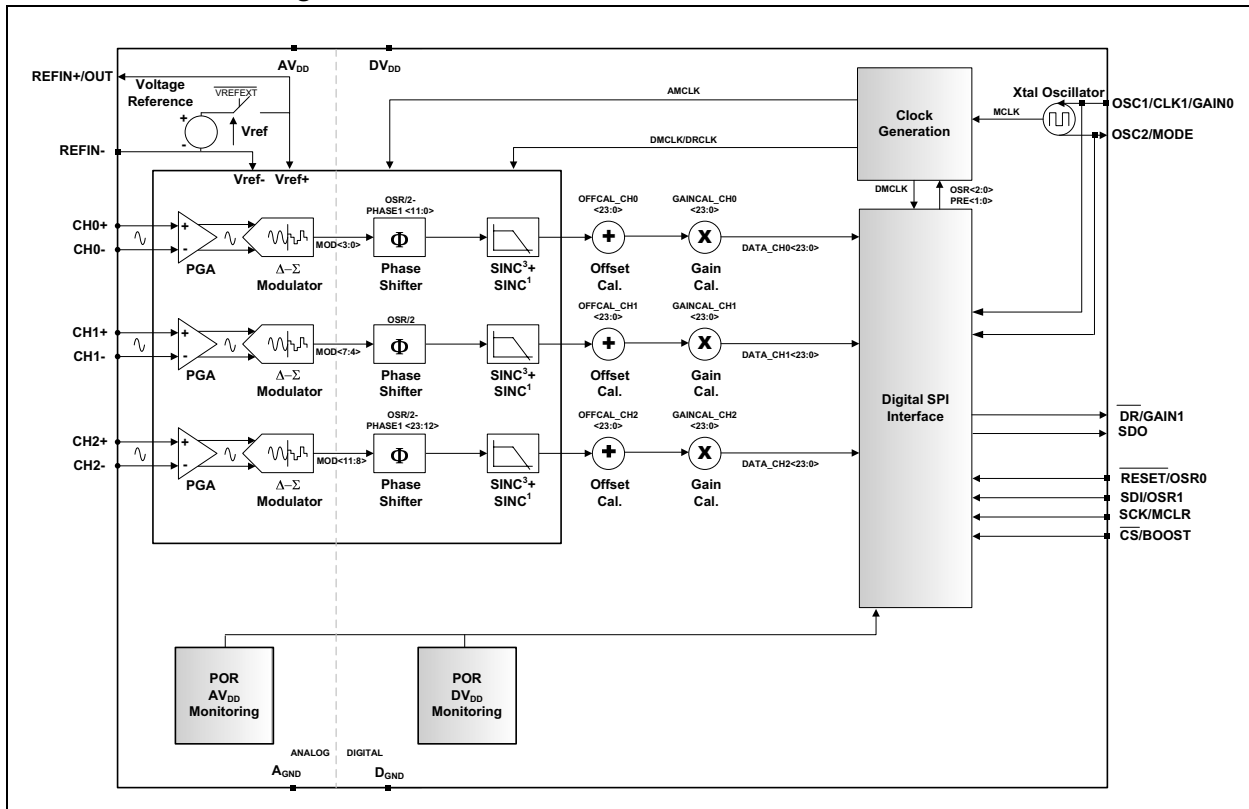 AVDD
DVDD
REFIN+/OUT
Voltage
Reference
VREFEXT
+
-
Vref
REFIN-
Vref-
Vref+
AMCLK
DMCLK/DRCLK
Clock
Generation
MCLK
Xtal Oscillator
OSC1/CLK1/GAIN0
OSC2/MODE
DMCLK
OSR<2:0>
PRE<1:0>
CH0+
CH0-
+
-
PGA
Δ–Σ
Modulator
MOD<3:0>
OSR/2-
PHASE1 <11:0>
Φ
Phase
Shifter
SINC3+
SINC1
OFFCAL_CH0
<23:0>
+
Offset
Cal.
GAINCAL_CH0
<23:0>
X
Gain
Cal.
DATA_CH0<23:0>
CH1+
CH1-
+
-
PGA
Δ–Σ
Modulator
MOD<7:4>
OSR/2
Φ
Phase
Shifter
SINC3+
SINC1
OFFCAL_CH1
<23:0>
+
Offset
Cal.
GAINCAL_CH1
<23:0>
X
Gain
Cal.
DATA_CH1<23:0>
CH2+
CH2-
+
-
PGA
Δ–Σ
Modulator
MOD<11:8>
OSR/2-
PHASE1 <23:12>
Φ
Phase
Shifter
SINC3+
SINC1
OFFCAL_CH2
<23:0>
+
Offset
Cal.
GAINCAL_CH2
<23:0>
X
Gain
Cal.
DATA_CH2<23:0>
Digital SPI
Interface
DR/GAIN1
SDO
RESET/OSR0
SDI/OSR1
SCK/MCLR
CS/BOOST
POR
AVDD
Monitoring
POR
DVDD
Monitoring
ANALOG
DIGITAL
AGND
DGND